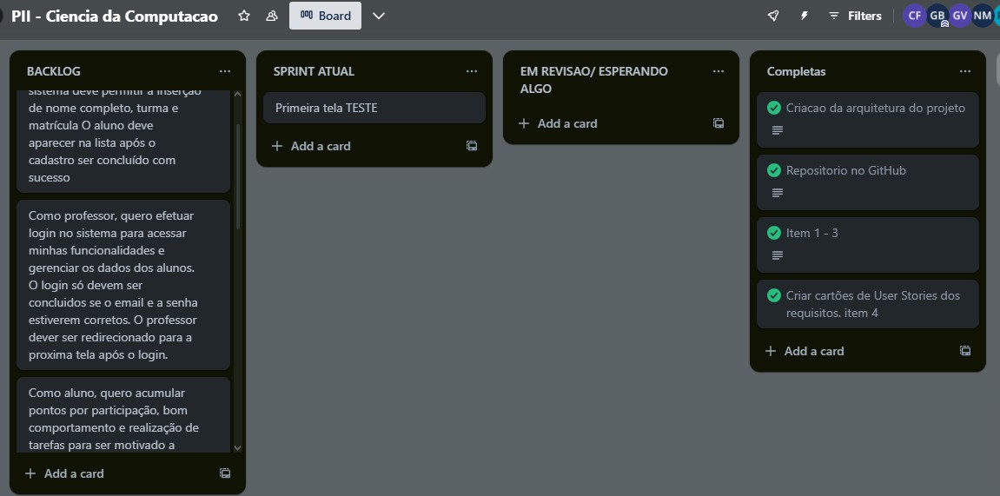 PII - Ciencia da Computacao
Board
Filters
CF
GB
GV
NM
BACKLOG
sistema deve permitir a inserção
de nome completo, turma e
matrícula O aluno deve
aparecer na lista após o
cadastro ser concluído com
sucesso
Como professor, quero efetuar
login no sistema para acessar
minhas funcionalidades e
gerenciar os dados dos alunos.
O login só devem ser
concluidos se o email e a senha
estiverem corretos. O professor
dever ser redirecionado para a
proxima tela após o login.
Como aluno, quero acumular
pontos por participação, bom
comportamento e realização de
tarefas para ser motivado a
Add a card
SPRINT ATUAL
Primeira tela TESTE
Add a card
EM REVISAO/ ESPERANDO
ALGO
Add a card
Completas
Criacao da arquitetura do projeto
Repositorio no GitHub
Item 1 - 3
Criar cartões de User Stories dos
requisitos. item 4
Add a card